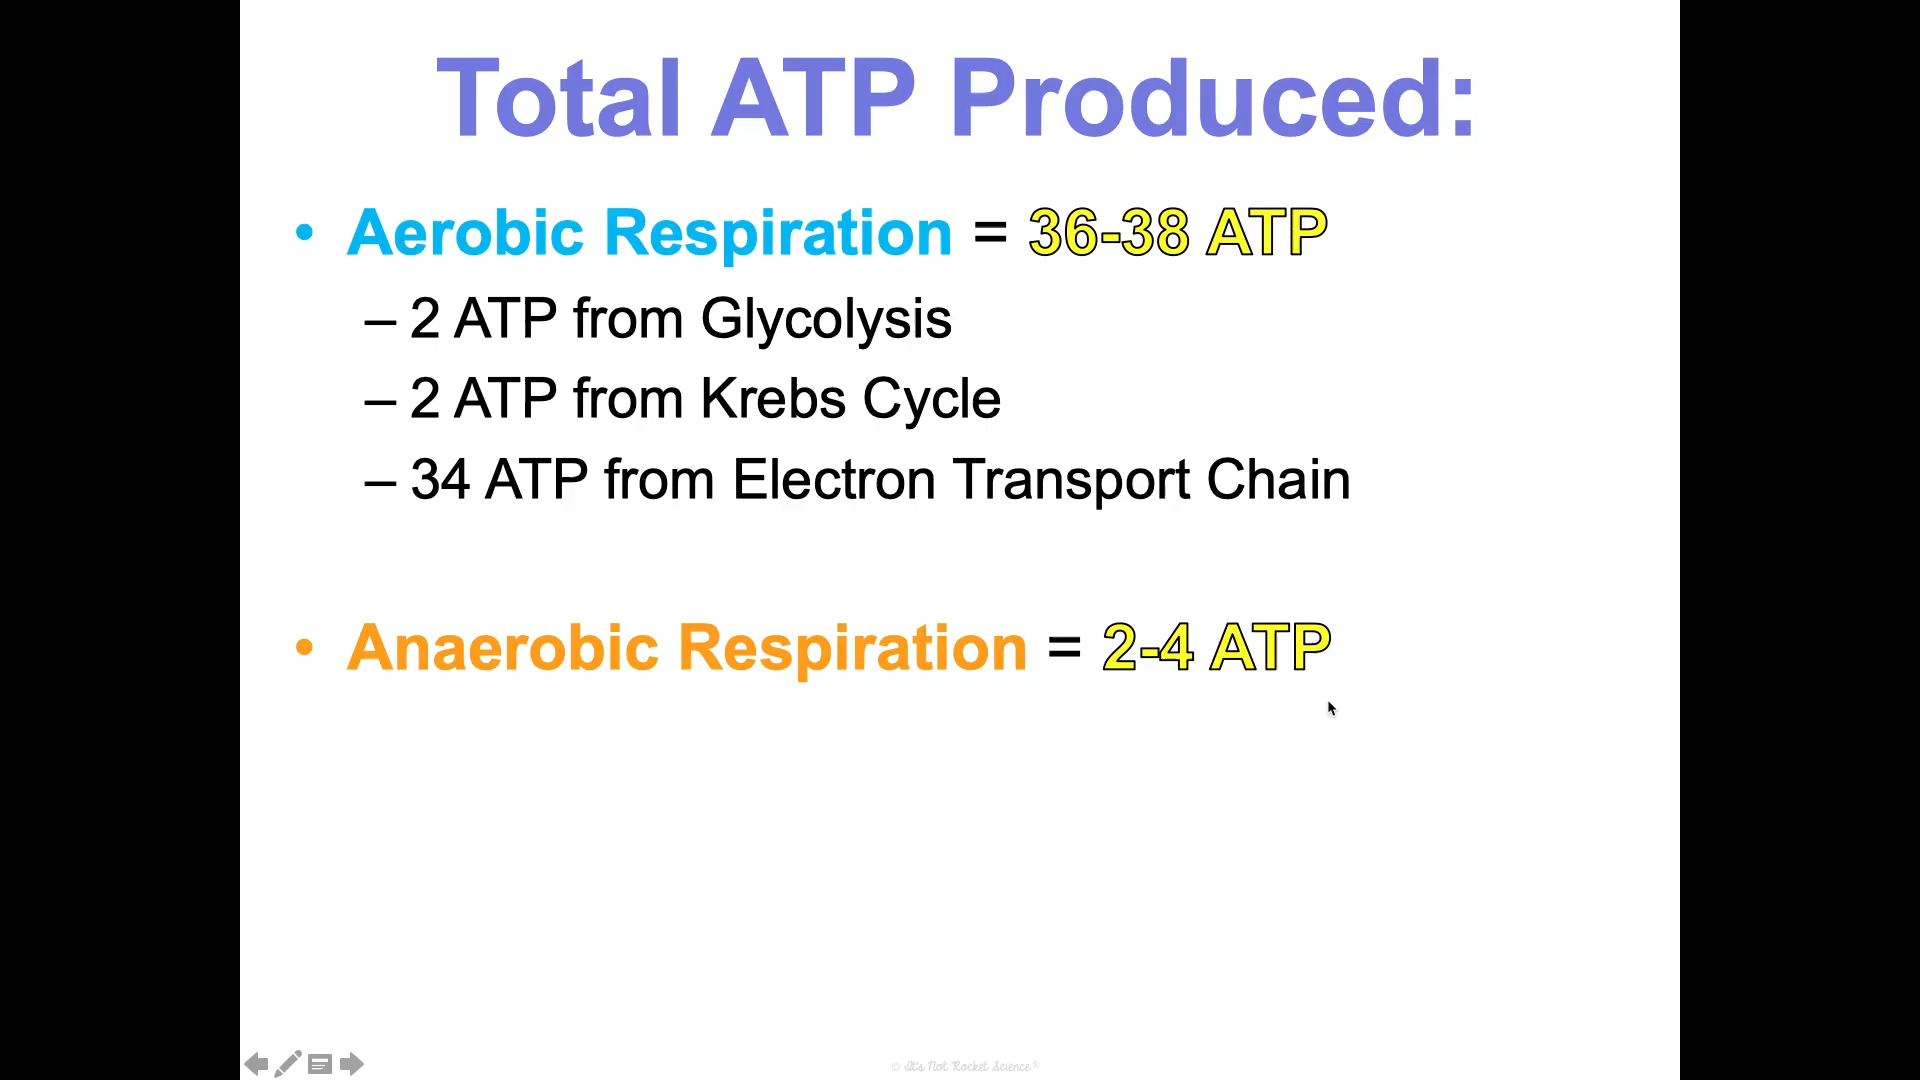 Total ATP Produced:
• Aerobic Respiration = 36-38 ATP
– 2 ATP from Glycolysis
– 2 ATP from Krebs Cycle
– 34 ATP from Electron Transport Chain
• Anaerobic Respiration = 2-4 ATP
© It's Not Rocket Science®